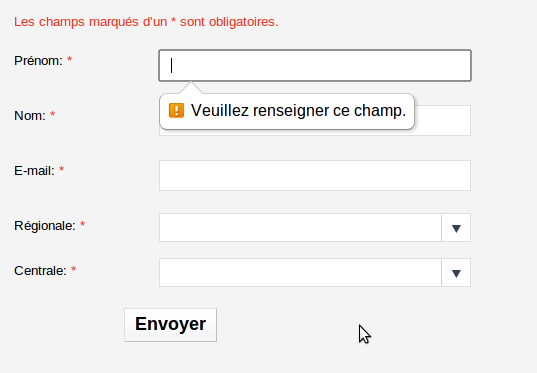 Les champs marqués d'un * sont obligatoires.
Prénom: *
Veuillez renseigner ce champ.
Nom: *
E-mail: *
Régionale: *
Centrale: *
Envoyer